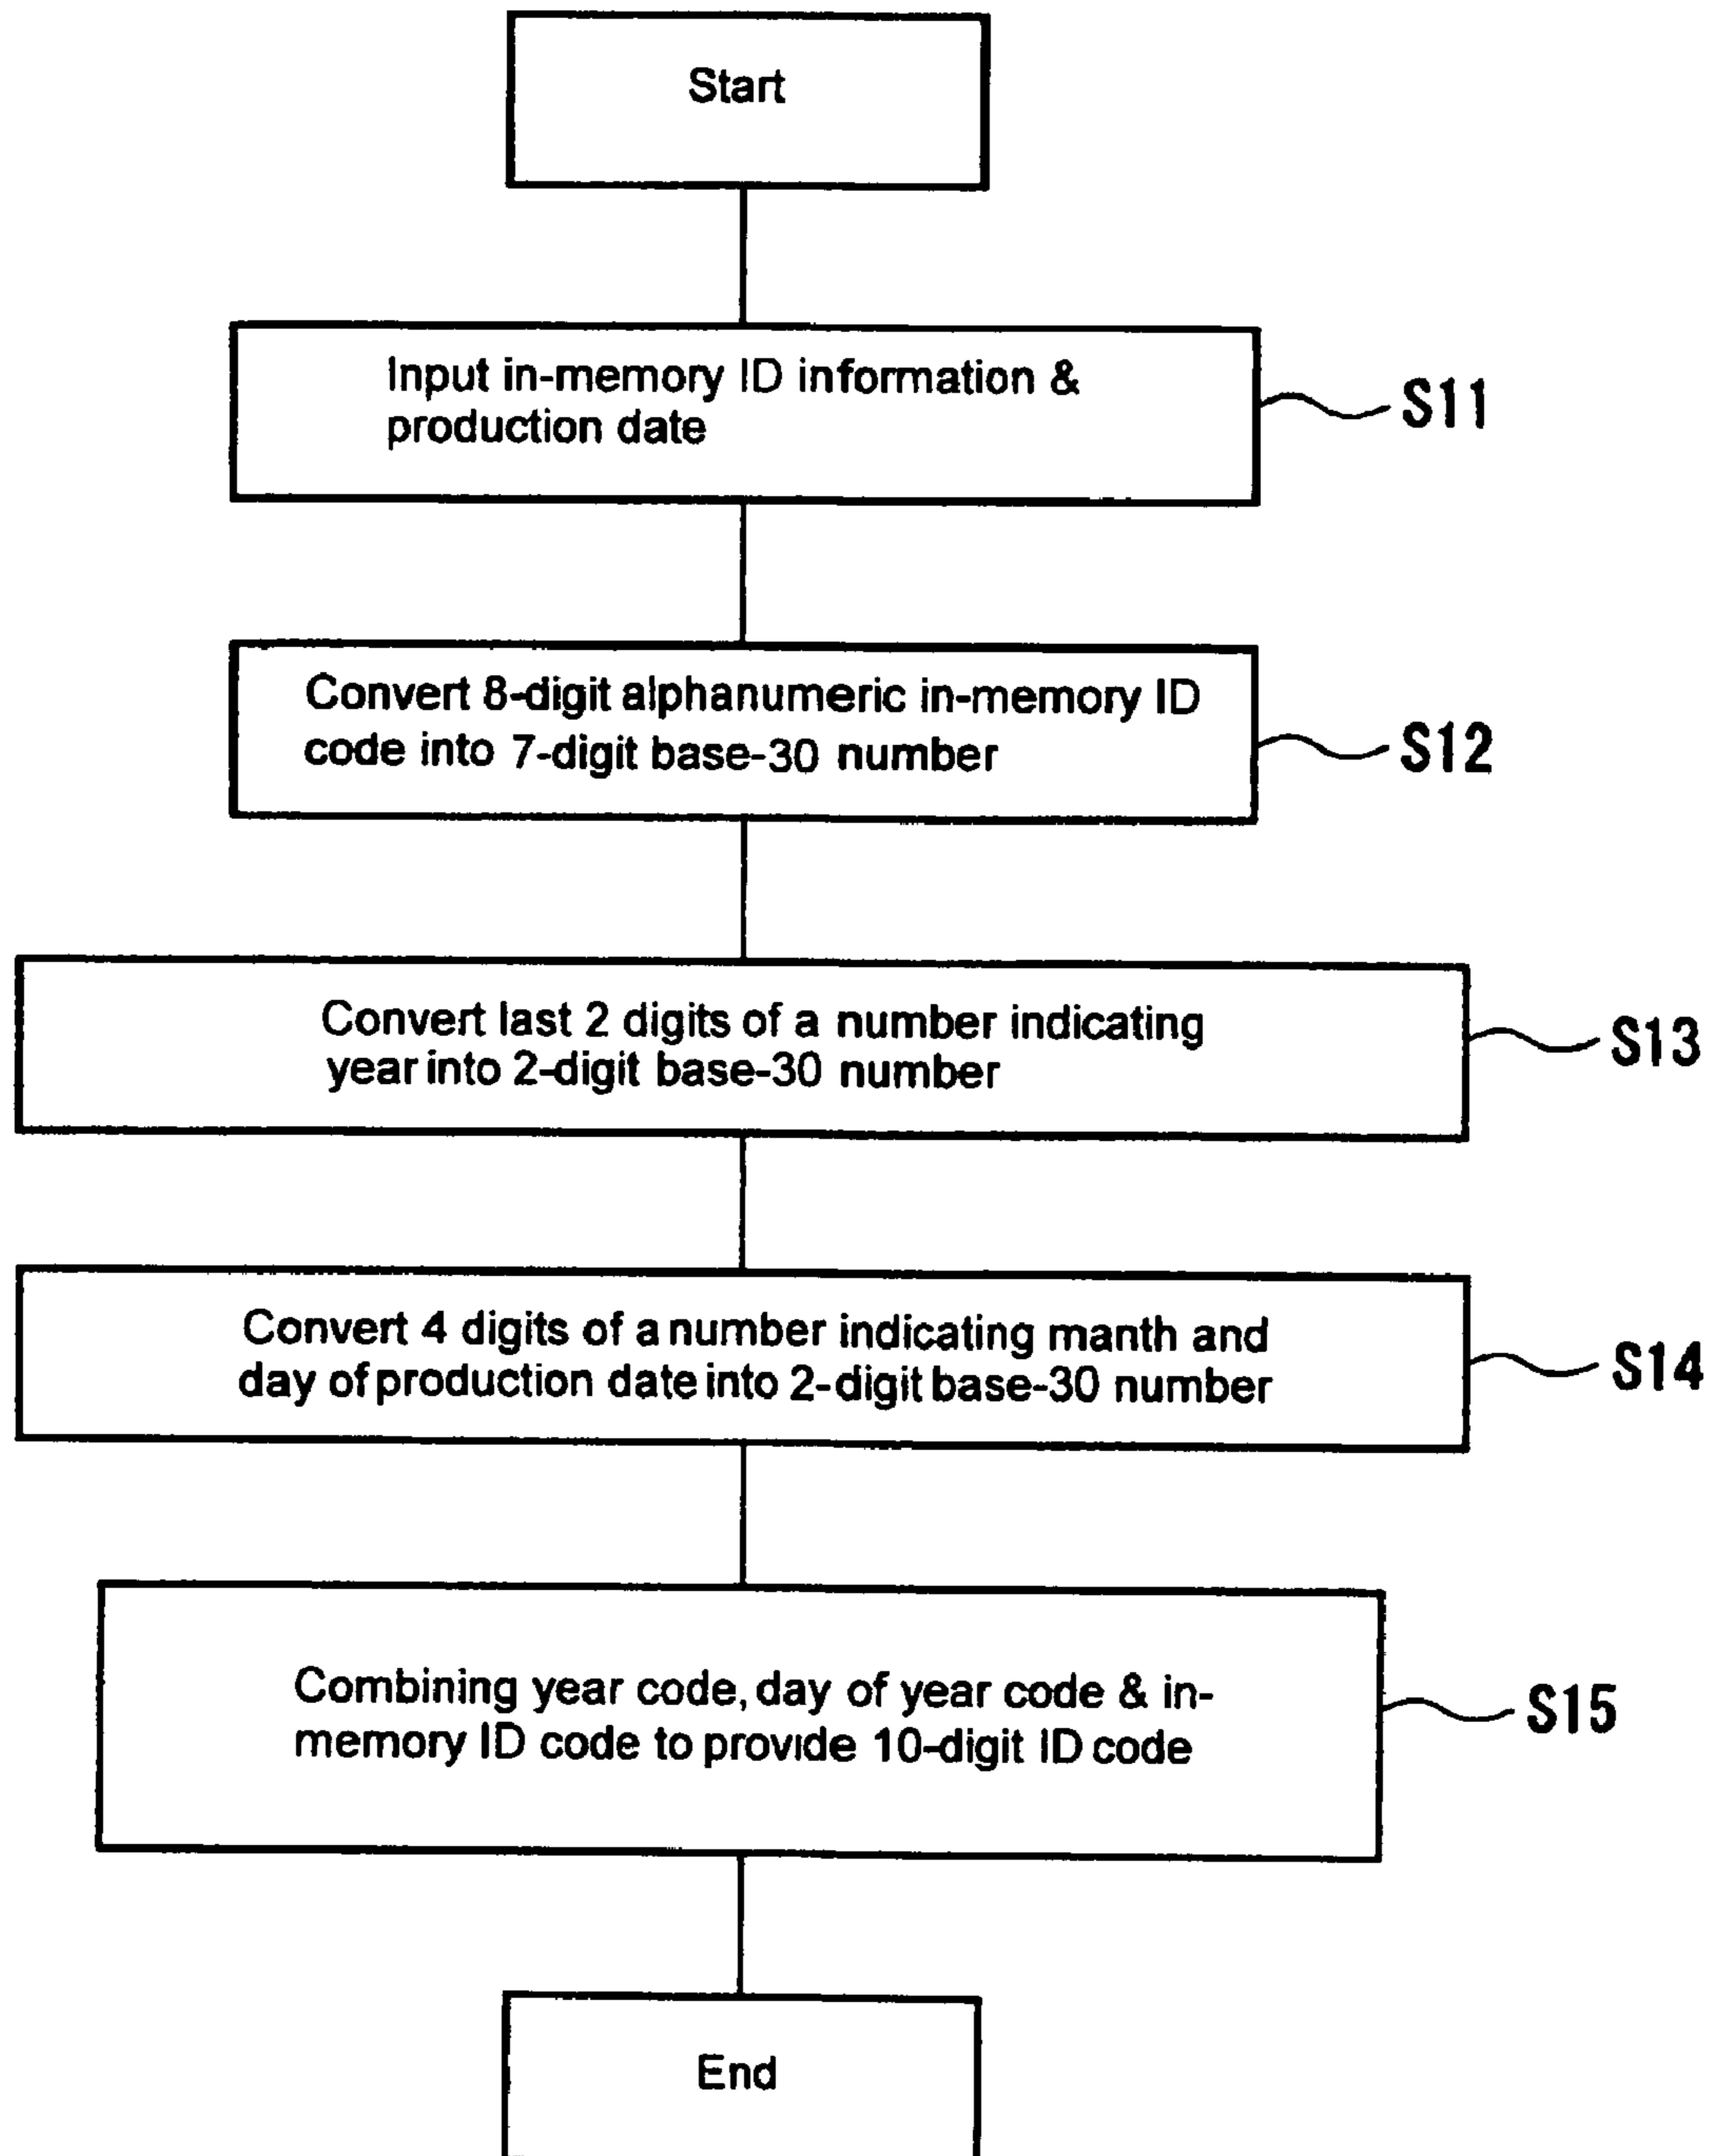 Start
Input in-memory ID information &
production date
S11
Convert 8-digit alphanumeric in-memory ID
code into 7-digit base-30 number
S12
Convert last 2 digits of a number indicating
year into 2-digit base-30 number
S13
Convert 4 digits of a number indicating manth and
day of production date into 2-digit base-30 number
S14
Combining year code, day of year code & in-
memory ID code to provide 10-digit ID code
S15
End